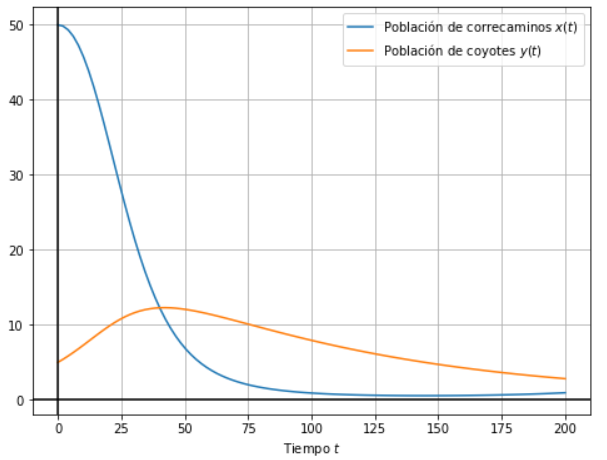 Población de correcaminos x(t)
Población de coyotes y(t)
50
40
30
20
10
0
0 25 50 75 100 125 150 175 200
Tiempo t